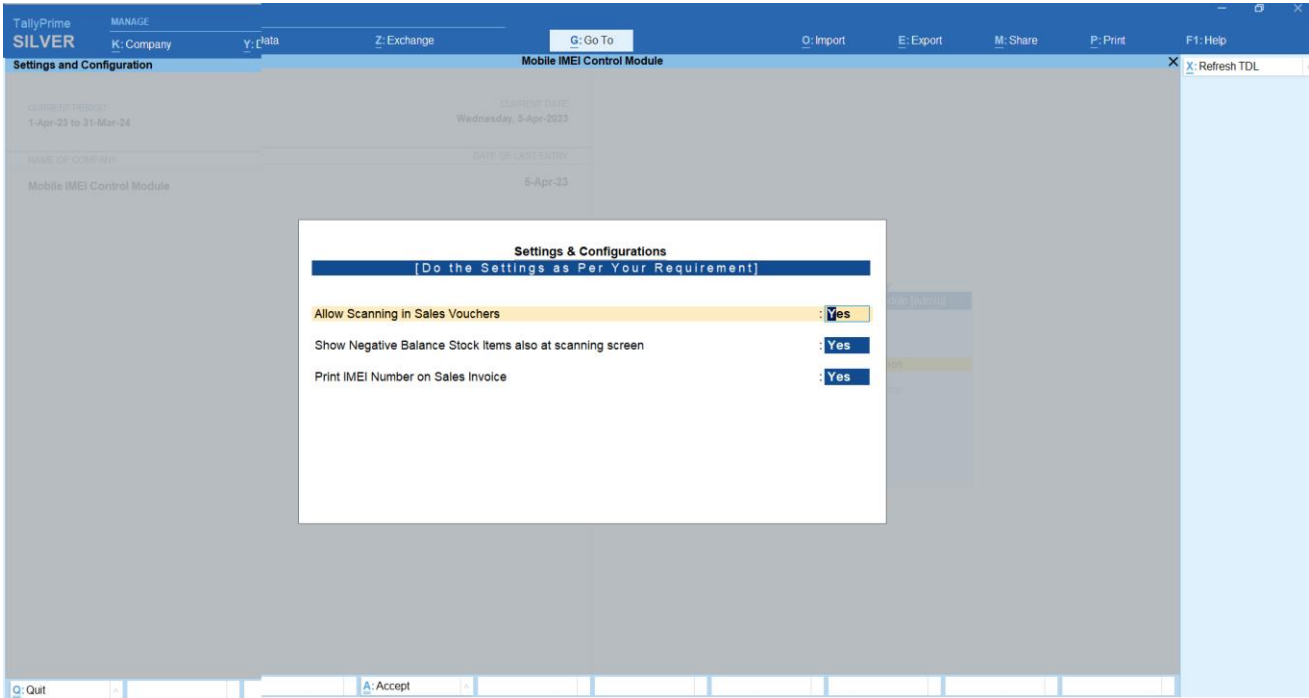 TallyPrime MANAGE
SILVER K: Company Y: Data Z: Exchange G: Go To O: Import E: Export M: Share P: Print F1: Help
Settings and Configuration Mobile IMEI Control Module X: Refresh TDL
CURRENT PERIOD CURRENT DATE
1-Apr-23 to 31-Mar-24 Wednesday, 5-Apr-2023
NAME OF COMPANY DATE OF LAST ENTRY
Mobile IMEI Control Module 5-Apr-23
Settings & Configurations
[Do the Settings as Per Your Requirement]
Allow Scanning in Sales Vouchers : Yes
Show Negative Balance Stock Items also at scanning screen : Yes
Print IMEI Number on Sales Invoice : Yes
Q: Quit A: Accept